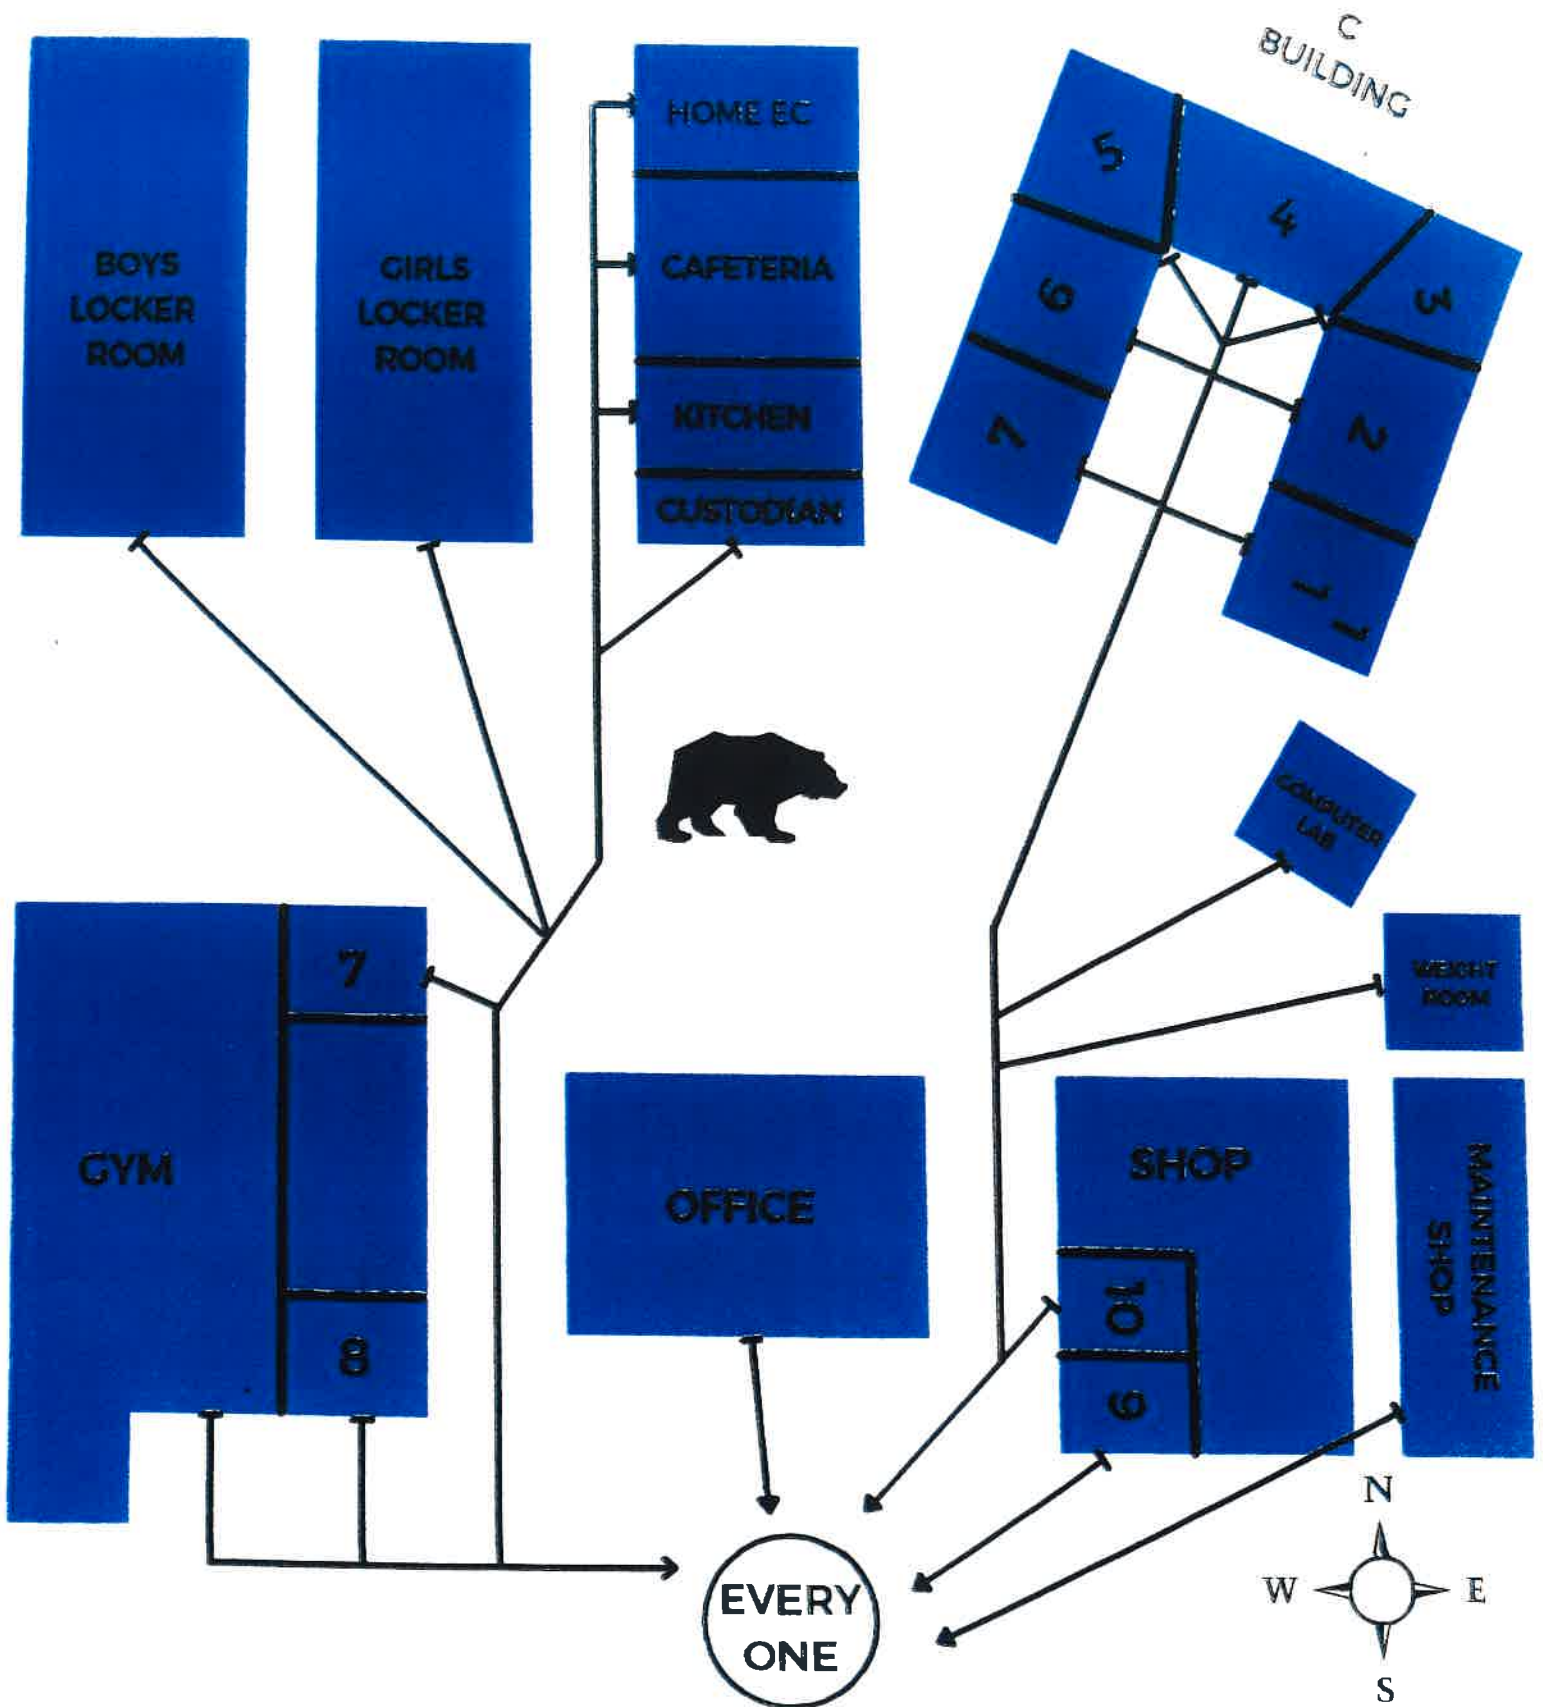 C
BUILDING
HOME EC
CAFETERIA
KITCHEN
CUSTODIAN
BOYS
LOCKER
ROOM
GIRLS
LOCKER
ROOM
5
4
3
6
2
7
1
1
COMPUTER
LAB
WEIGHT
ROOM
7
GYM
8
OFFICE
SHOP
10
9
MAINTENANCE
SHOP
EVERY
ONE
N
W
E
S